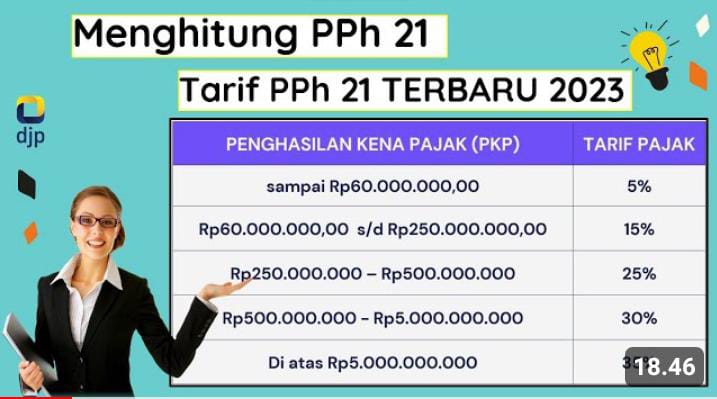 Menghitung PPh 21
Tarif PPh 21 TERBARU 2023
djp
PENGHASILAN KENA PAJAK (PKP) TARIF PAJAK
sampai Rp60.000.000,00 5%
Rp60.000.000,00 s/d Rp250.000.000,00 15%
Rp250.000.000 – Rp500.000.000 25%
Rp500.000.000 - Rp5.000.000.000 30%
Di atas Rp5.000.000.000
18.46